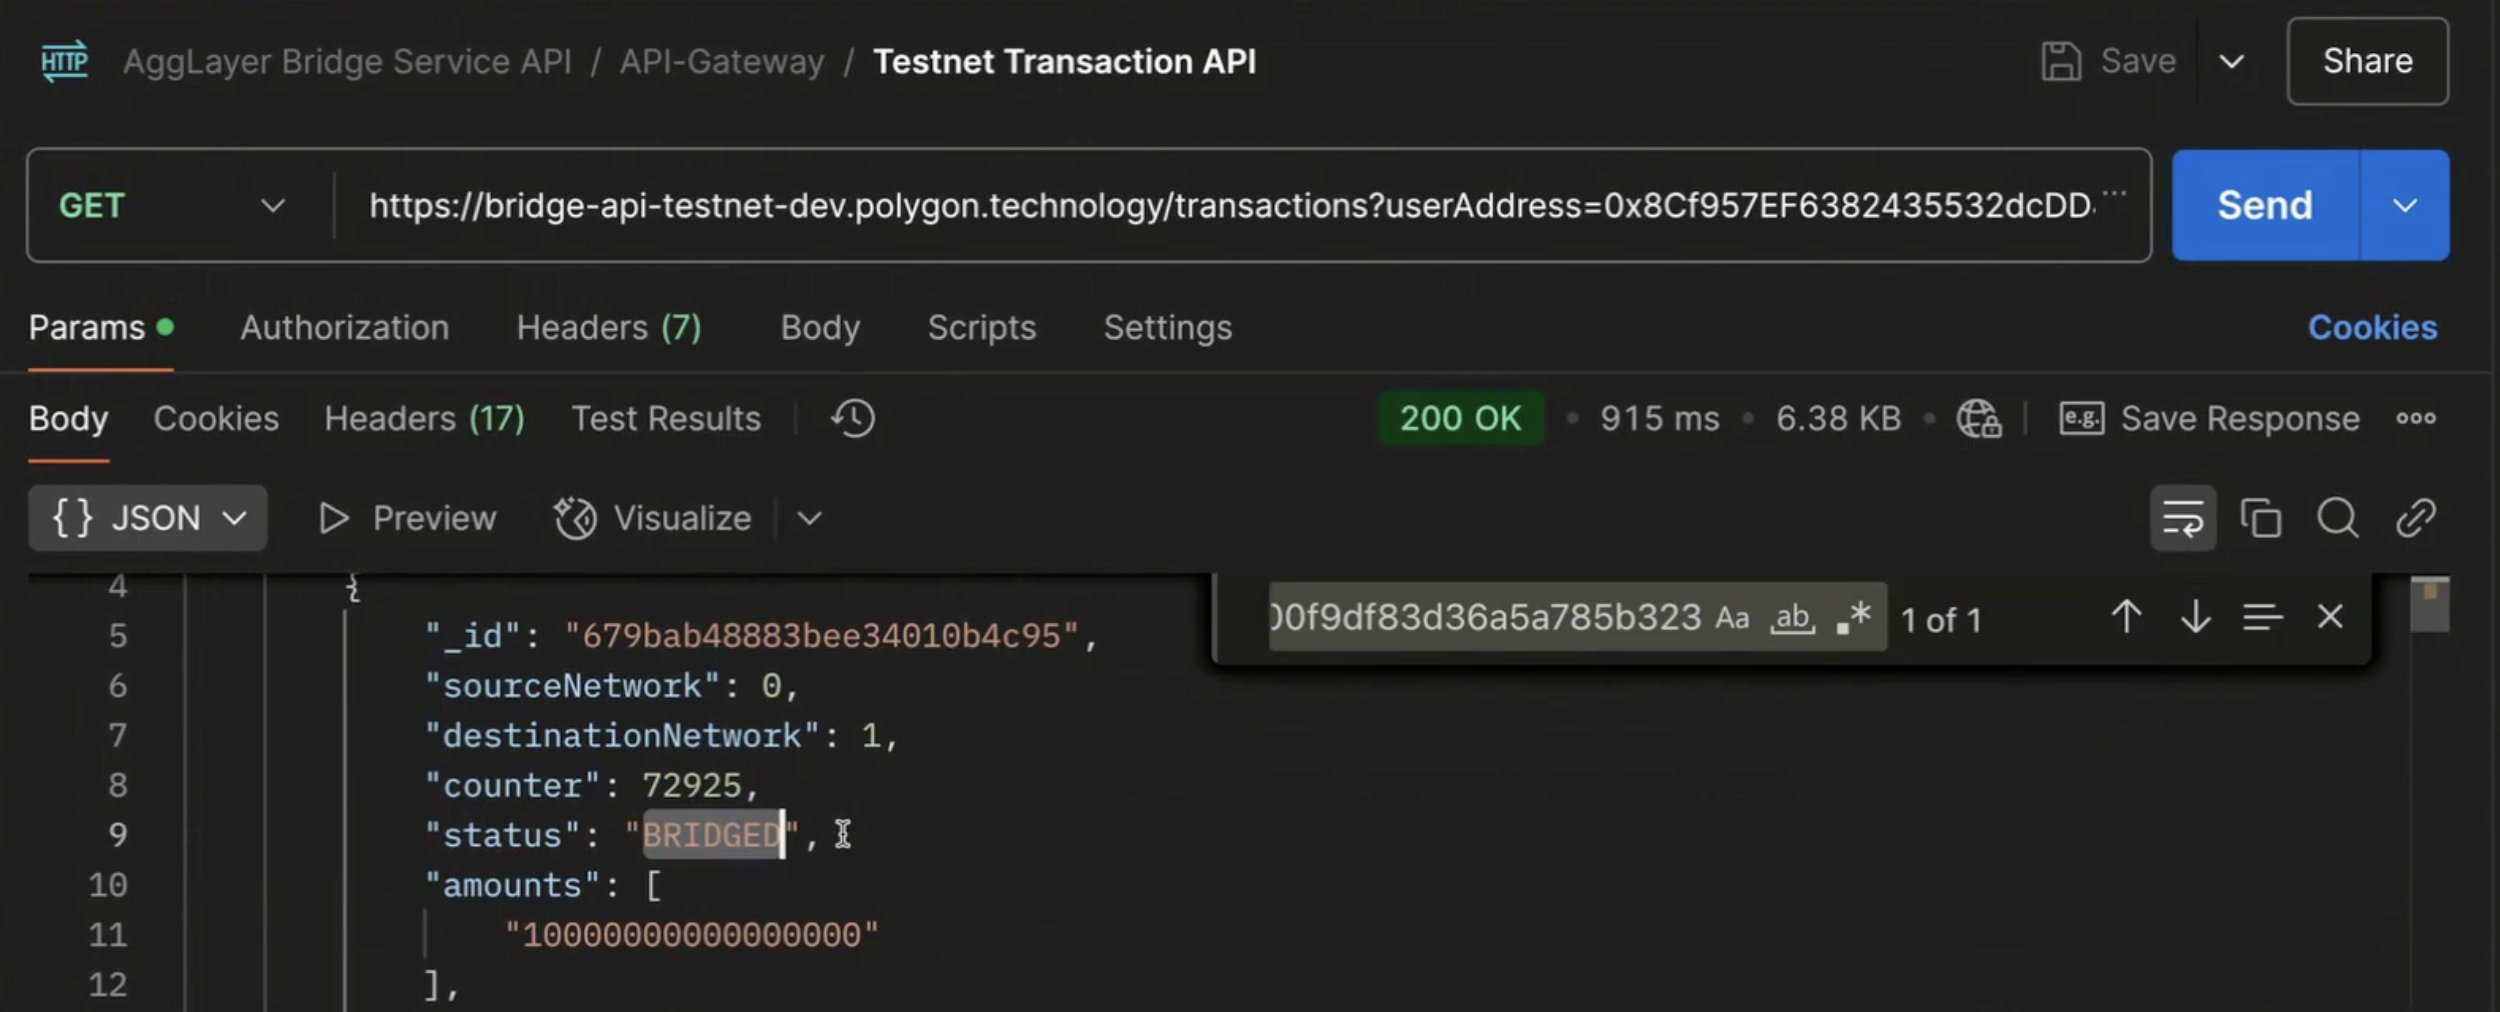 HTTP AggLayer Bridge Service API / API-Gateway / Testnet Transaction API Save Share
GET https://bridge-api-testnet-dev.polygon.technology/transactions?userAddress=0x8Cf957EF6382435532dcDD ... Send
Params Authorization Headers (7) Body Scripts Settings Cookies
Body Cookies Headers (17) Test Results 200 OK • 915 ms • 6.38 KB • e.g. Save Response
{} JSON Preview Visualize
00f9df83d36a5a785b323 Aa ab .* 1 of 1
4 {
5 "_id": "679bab48883bee34010b4c95",
6 "sourceNetwork": 0,
7 "destinationNetwork": 1,
8 "counter": 72925,
9 "status": "BRIDGED",
10 "amounts": [
11 "10000000000000000"
12 ],